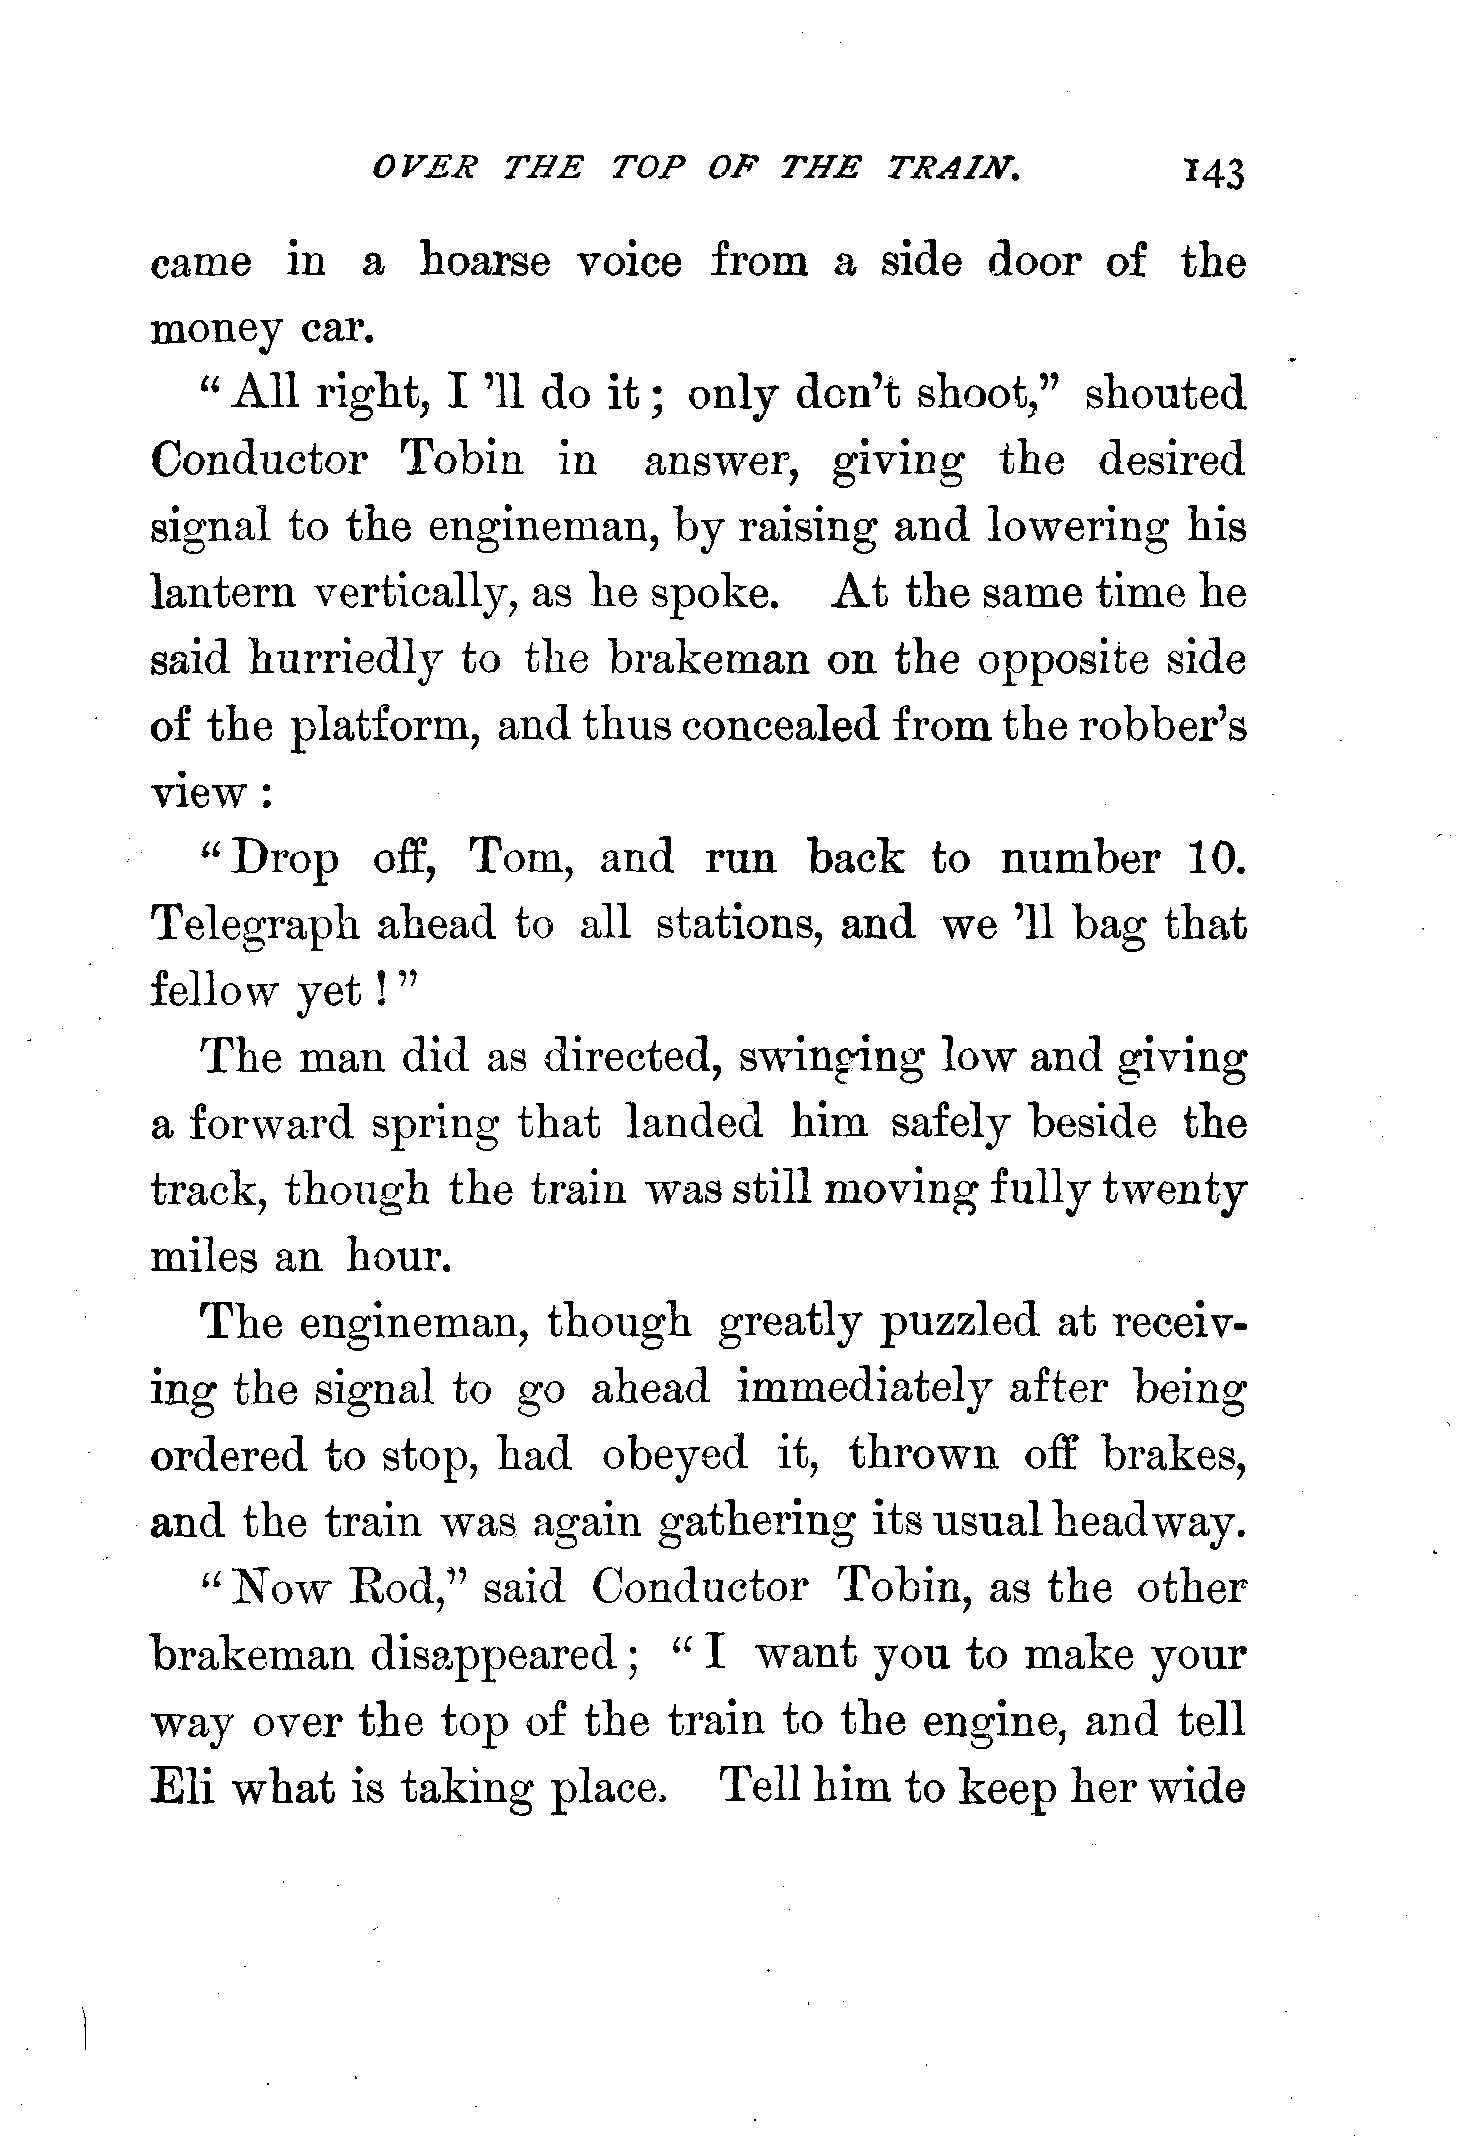 OVER THE TOP OF THE TRAIN. 143
came in a hoarse voice from a side door of the
money car.
“ All right, I ’ll do it ; only don’t shoot,” shouted
Conductor Tobin in answer, giving the desired
signal to the engineman, by raising and lowering his
lantern vertically, as he spoke. At the same time he
said hurriedly to the brakeman on the opposite side
of the platform, and thus concealed from the robber’s
view :
“ Drop off, Tom, and run back to number 10.
Telegraph ahead to all stations, and we ’ll bag that
fellow yet ! ”
The man did as directed, swinging low and giving
a forward spring that landed him safely beside the
track, though the train was still moving fully twenty
miles an hour.
The engineman, though greatly puzzled at receiv-
ing the signal to go ahead immediately after being
ordered to stop, had obeyed it, thrown off brakes,
and the train was again gathering its usual headway.
“ Now Rod,” said Conductor Tobin, as the other
brakeman disappeared ; “ I want you to make your
way over the top of the train to the engine, and tell
Eli what is taking place. Tell him to keep her wide